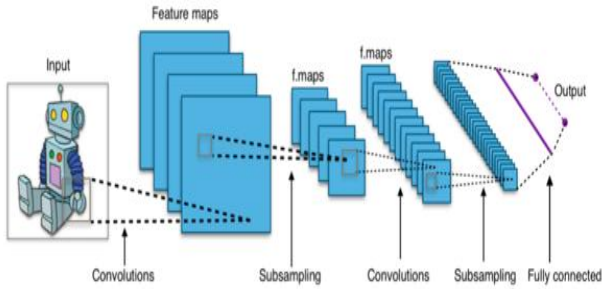 Feature maps
Input
f.maps
f.maps
Output
Convolutions
Subsampling
Convolutions
Subsampling
Fully connected